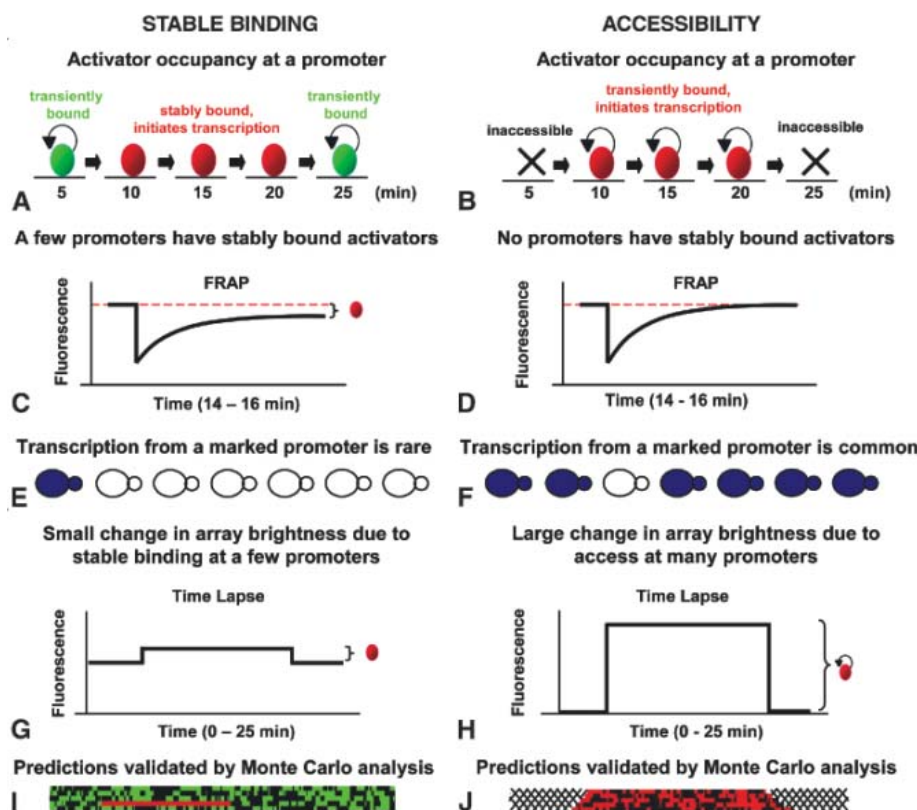 STABLE BINDING
Activator occupancy at a promoter
transiently
bound
stably bound,
initiates transcription
transiently
bound
5 10 15 20 25 (min)
A
A few promoters have stably bound activators
FRAP
Fluorescence
Time (14 – 16 min)
C
Transcription from a marked promoter is rare
E
Small change in array brightness due to
stable binding at a few promoters
Time Lapse
Fluorescence
Time (0 – 25 min)
G
Predictions validated by Monte Carlo analysis
I
ACCESSIBILITY
Activator occupancy at a promoter
transiently bound,
initiates transcription
inaccessible
inaccessible
5 10 15 20 25 (min)
B
No promoters have stably bound activators
FRAP
Fluorescence
Time (14 - 16 min)
D
Transcription from a marked promoter is common
F
Large change in array brightness due to
access at many promoters
Time Lapse
Fluorescence
Time (0 - 25 min)
H
Predictions validated by Monte Carlo analysis
J